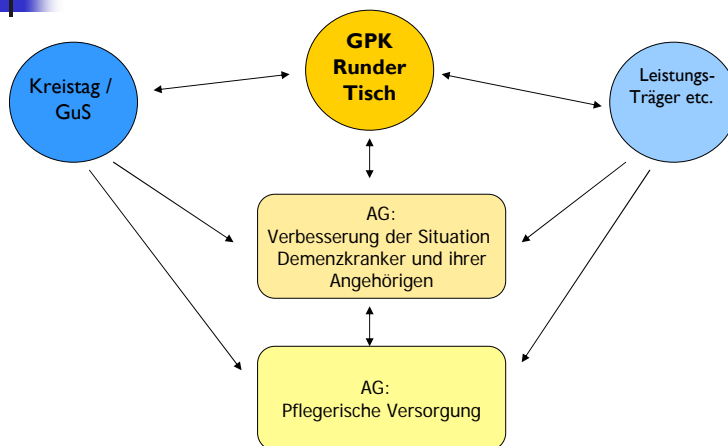 Kreistag /
GuS
GPK
Runder
Tisch
Leistungs-
Träger etc.
AG:
Verbesserung der Situation
Demenzkranker und ihrer
Angehörigen
AG:
Pflegerische Versorgung